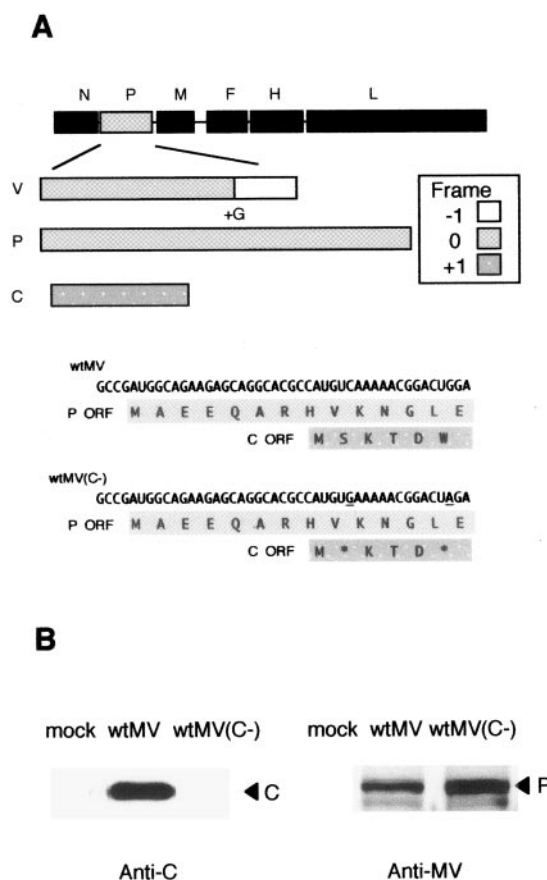 A
N P M F H L
V
+G
P
C
Frame
-1
0
+1
wtMV
GCCGAUGGCAGAAGAGCAGGCACGCCAUGUCAAAAACGGACUGGA
P ORF M A E E Q A R H V K N G L E
C ORF M S K T D W
wtMV(C-)
GCCGAUGGCAGAAGAGCAGGCACGCCAUGUGAAAAACGGACUAGA
P ORF M A E E Q A R H V K N G L E
C ORF M * K T D *
B
mock wtMV wtMV(C-)
C
Anti-C
mock wtMV wtMV(C-)
P
Anti-MV